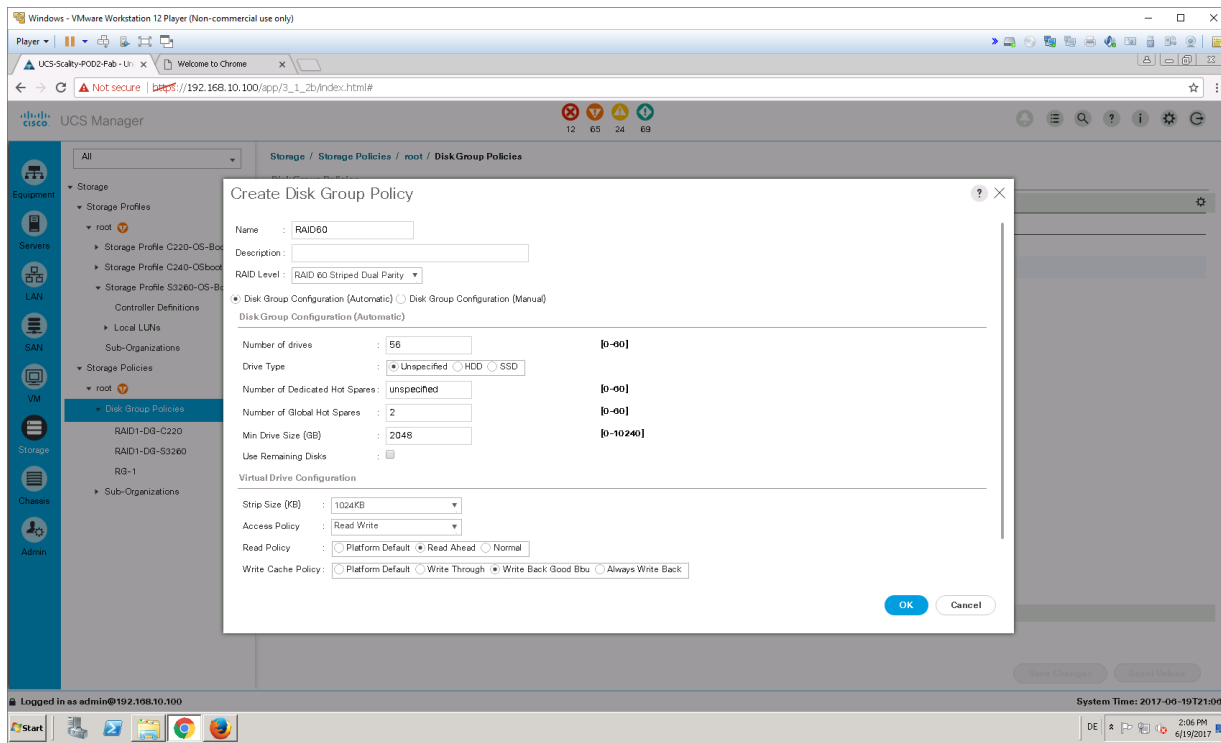 Windows - VMware Workstation 12 Player (Non-commercial use only)
Player
UCS-Scality-POD2-Fab - Un
Welcome to Chrome
Not secure | https://192.168.10.100/app/3_1_2b/index.html#
CISCO. UCS Manager
12 65 24 69
All
Storage / Storage Policies / root / Disk Group Policies
Disk Group Policies
Equipment
Servers
LAN
SAN
VM
Storage
Chassis
Admin
Storage
Storage Profiles
root
Storage Profile C220-OS-Boo
Storage Profile C240-OSboot
Storage Profile S3260-OS-Bo
Controller Definitions
Local LUNs
Sub-Organizations
Storage Policies
root
Disk Group Policies
RAID1-DG-C220
RAID1-DG-S3260
RG-1
Sub-Organizations
Create Disk Group Policy
Name : RAID60
Description :
RAID Level : RAID 60 Striped Dual Parity
Disk Group Configuration (Automatic) Disk Group Configuration (Manual)
Disk Group Configuration (Automatic)
Number of drives : 56 [0-60]
Drive Type : Unspecified HDD SSD
Number of Dedicated Hot Spares : unspecified [0-60]
Number of Global Hot Spares : 2 [0-60]
Min Drive Size (GB) : 2048 [0-10240]
Use Remaining Disks :
Virtual Drive Configuration
Strip Size (KB) : 1024KB
Access Policy : Read Write
Read Policy : Platform Default Read Ahead Normal
Write Cache Policy : Platform Default Write Through Write Back Good Bbu Always Write Back
OK Cancel
Save Changes Reset Values
Logged in as admin@192.168.10.100
System Time: 2017-06-19T21:06
Start
DE
2:06 PM
6/19/2017